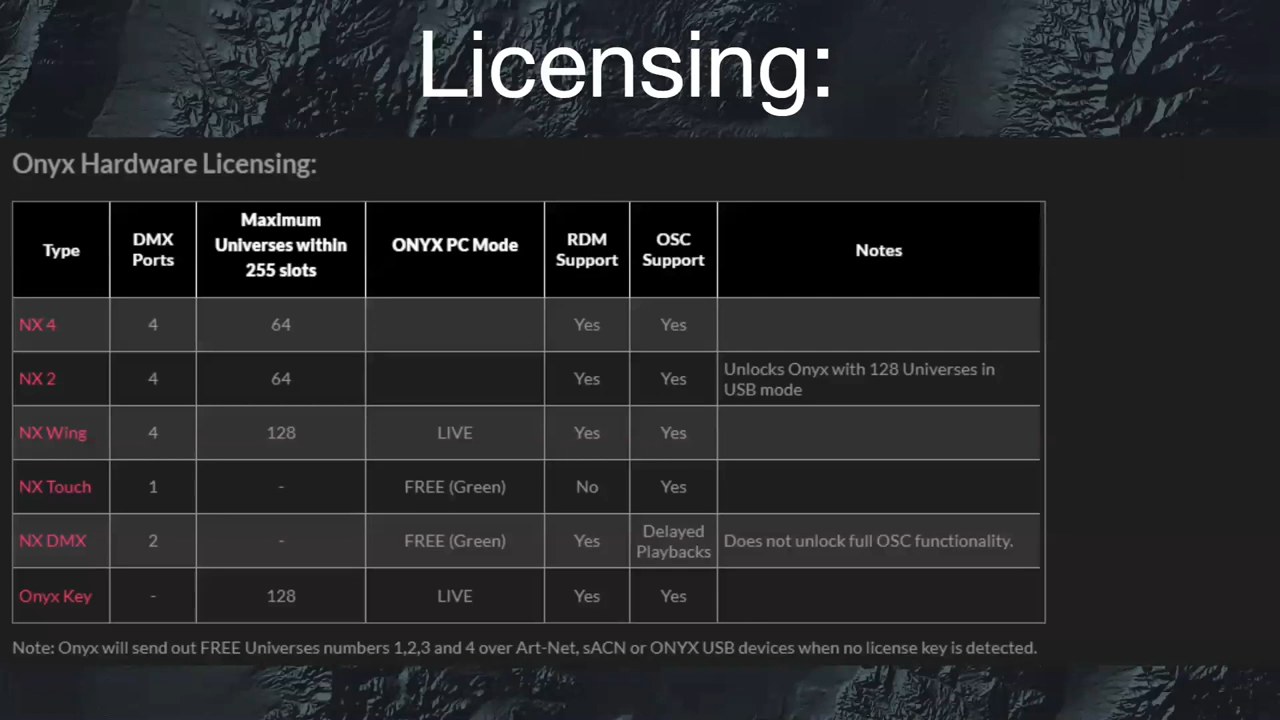 Licensing:
Onyx Hardware Licensing:
Type
DMX
Ports
Maximum
Universes within
255 slots
ONYX PC Mode
RDM
Support
OSC
Support
Notes
NX 4
4
64
Yes
Yes
NX 2
4
64
Yes
Yes
Unlocks Onyx with 128 Universes in
USB mode
NX Wing
4
128
LIVE
Yes
Yes
NX Touch
1
-
FREE (Green)
No
Yes
NX DMX
2
-
FREE (Green)
Yes
Delayed
Playbacks
Does not unlock full OSC functionality.
Onyx Key
-
128
LIVE
Yes
Yes
Note: Onyx will send out FREE Universes numbers 1,2,3 and 4 over Art-Net, sACN or ONYX USB devices when no license key is detected.